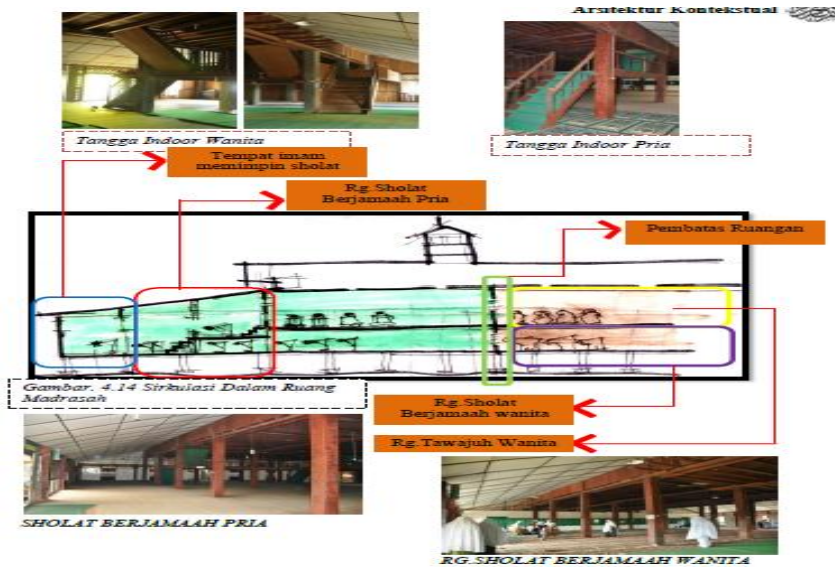 Arsitektur Kontekstual
Tangga Indoor Wanita
Tangga Indoor Pria
Tempat imam
memimpin sholat
Rg.Sholat
Berjamaah Pria
Pembatas Ruangan
Gambar. 4.14 Sirkulasi Dalam Ruang
Madrasah
Rg.Sholat
Berjamaah wanita
Rg.Tawajuh Wanita
SHOLAT BERJAMAAH PRIA
RG.SHOLAT BERJAMAAH WANITA